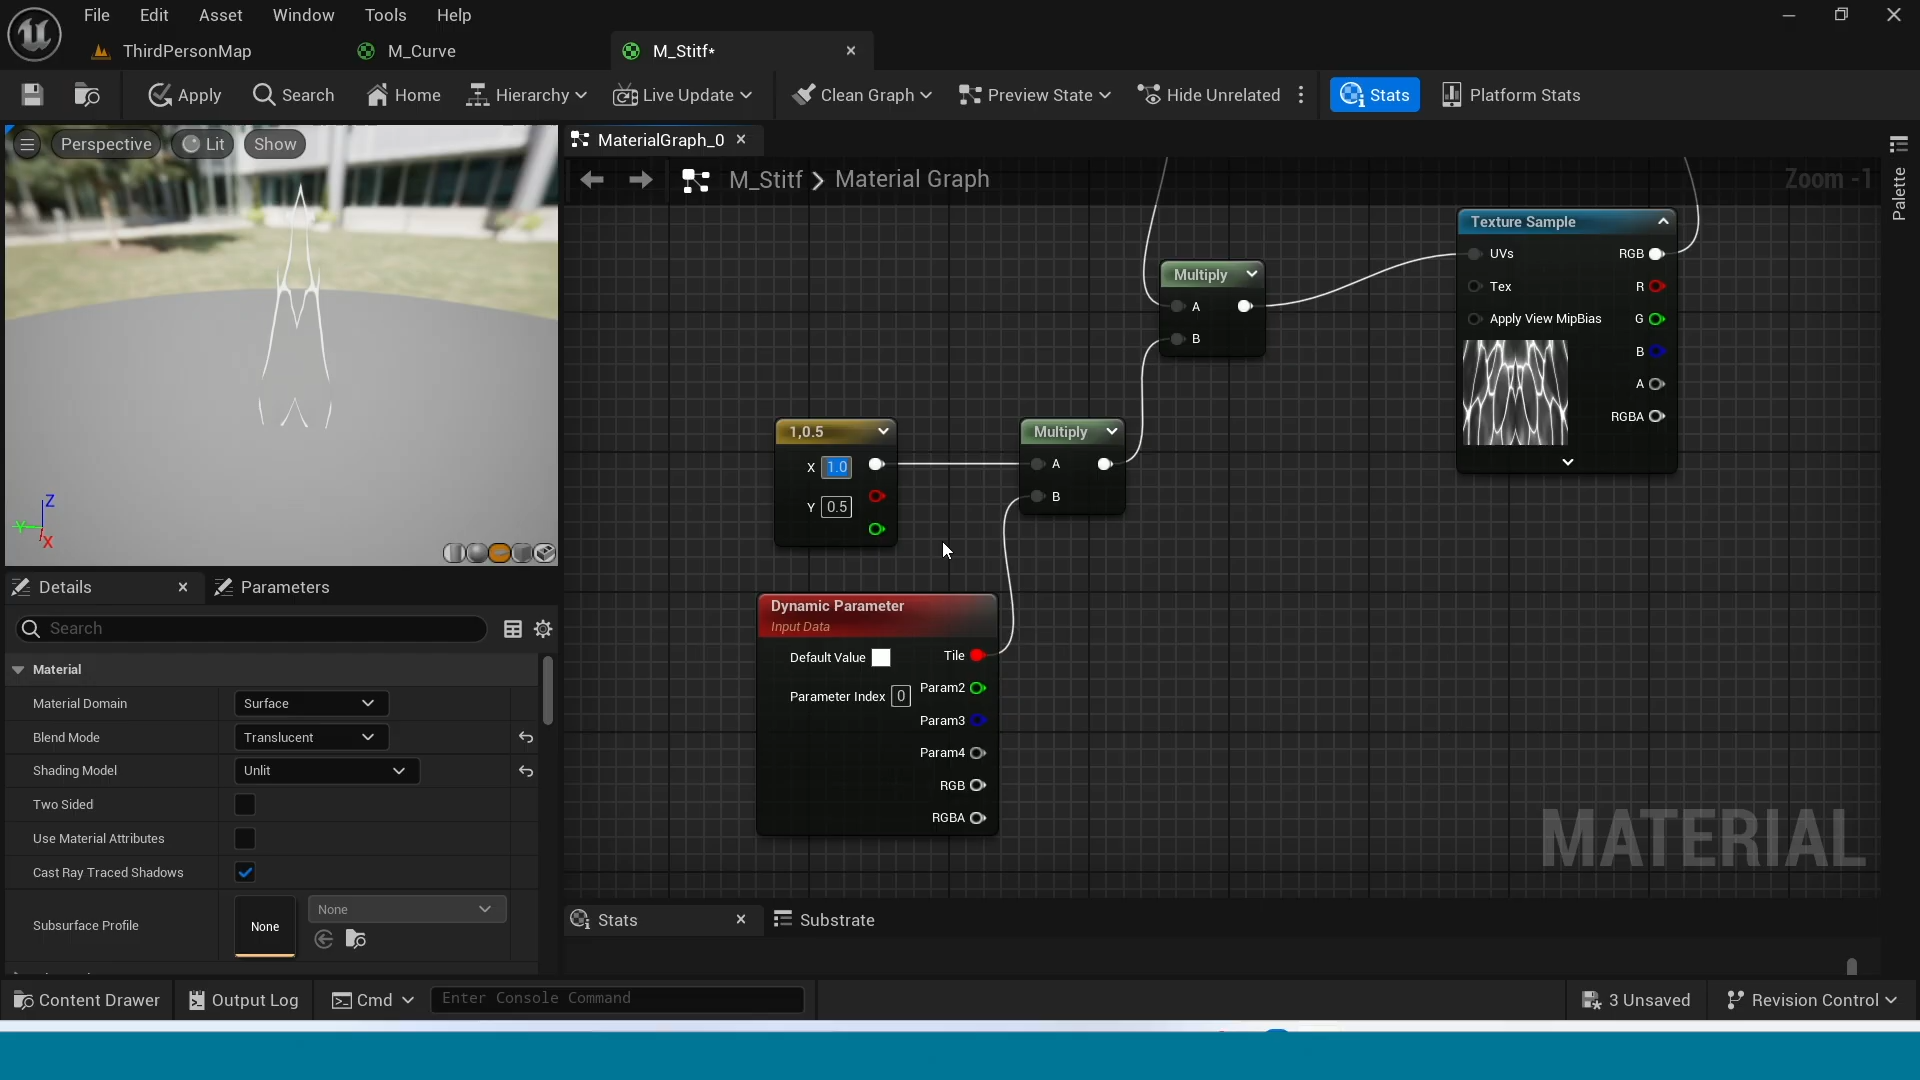 File Edit Asset Window Tools Help
ThirdPersonMap M_Curve M_Stitf*
Apply Search Home Hierarchy Live Update Clean Graph Preview State Hide Unrelated Stats Platform Stats
Perspective Lit Show
MaterialGraph_0
M_Stitf > Material Graph
Zoom -1
Palette
Texture Sample
UVs RGB
Tex R
Apply View MipBias G
B
A
RGBA
Multiply
A
B
1,0.5
X 1.0
Y 0.5
Multiply
A
B
Dynamic Parameter
Input Data
Default Value Tile
Parameter Index 0 Param2
Param3
Param4
RGB
RGBA
MATERIAL
Z
Y
X
Details Parameters
Search
Material
Material Domain Surface
Blend Mode Translucent
Shading Model Unlit
Two Sided
Use Material Attributes
Cast Ray Traced Shadows
Subsurface Profile None None
Stats Substrate
Content Drawer Output Log Cmd Enter Console Command 3 Unsaved Revision Control